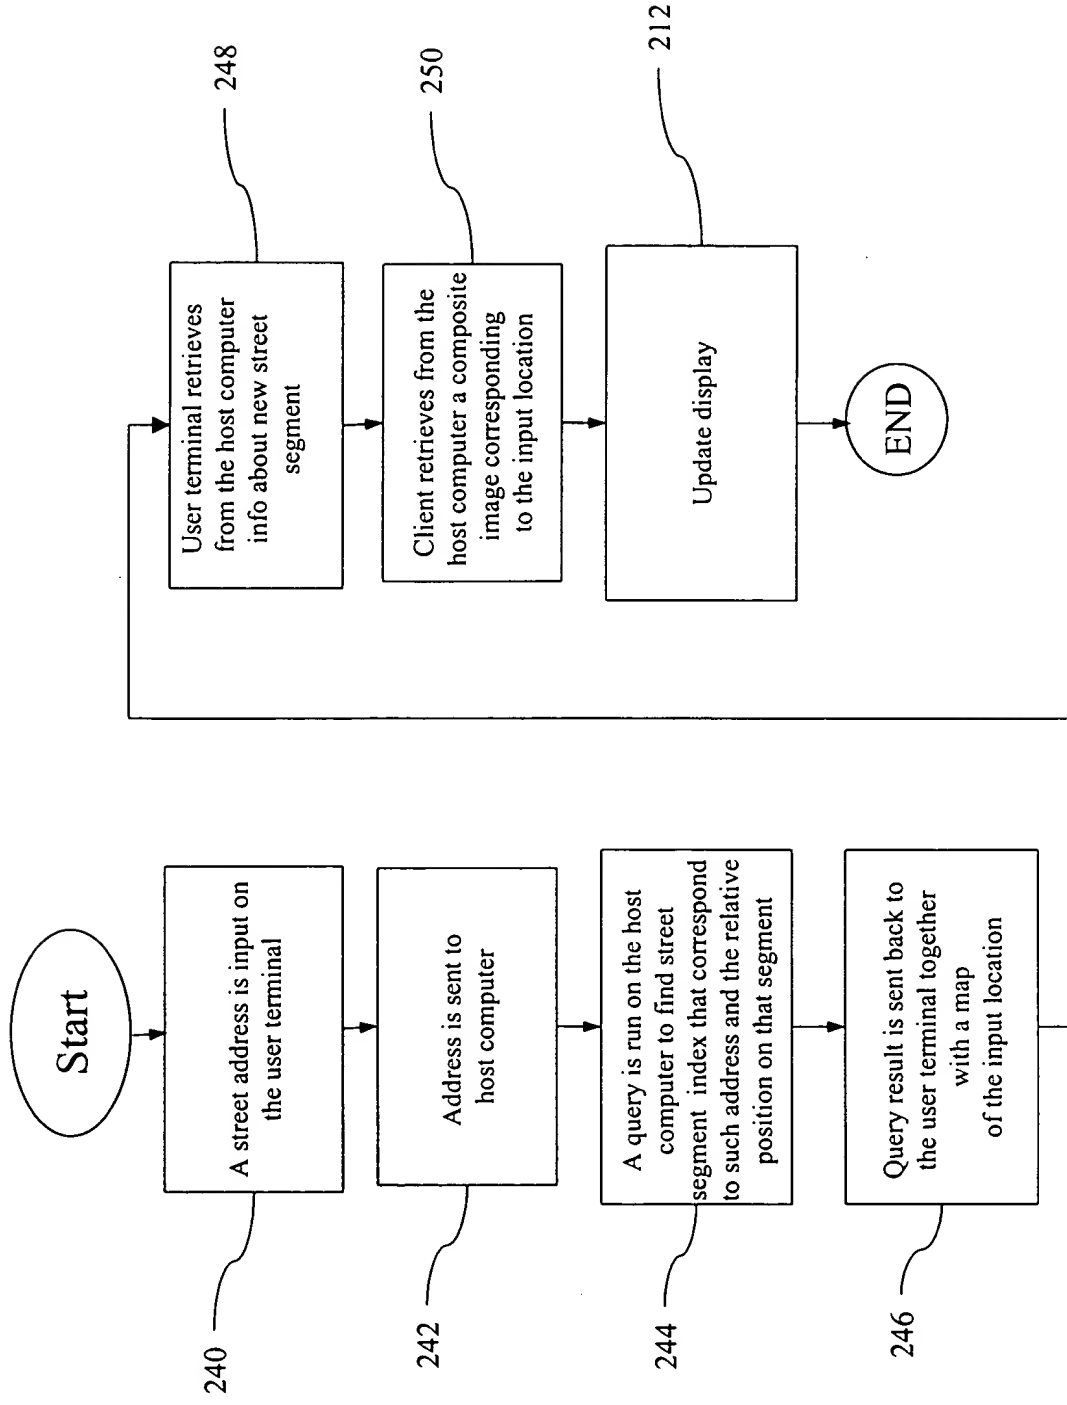 Start
A street address is input on
the user terminal
240
Address is sent to
host computer
242
A query is run on the host
computer to find street
segment index that correspond
to such address and the relative
position on that segment
244
Query result is sent back to
the user terminal together
with a map
of the input location
246
User terminal retrieves
from the host computer
info about new street
segment
248
Client retrieves from the
host computer a composite
image corresponding
to the input location
250
Update display
212
END